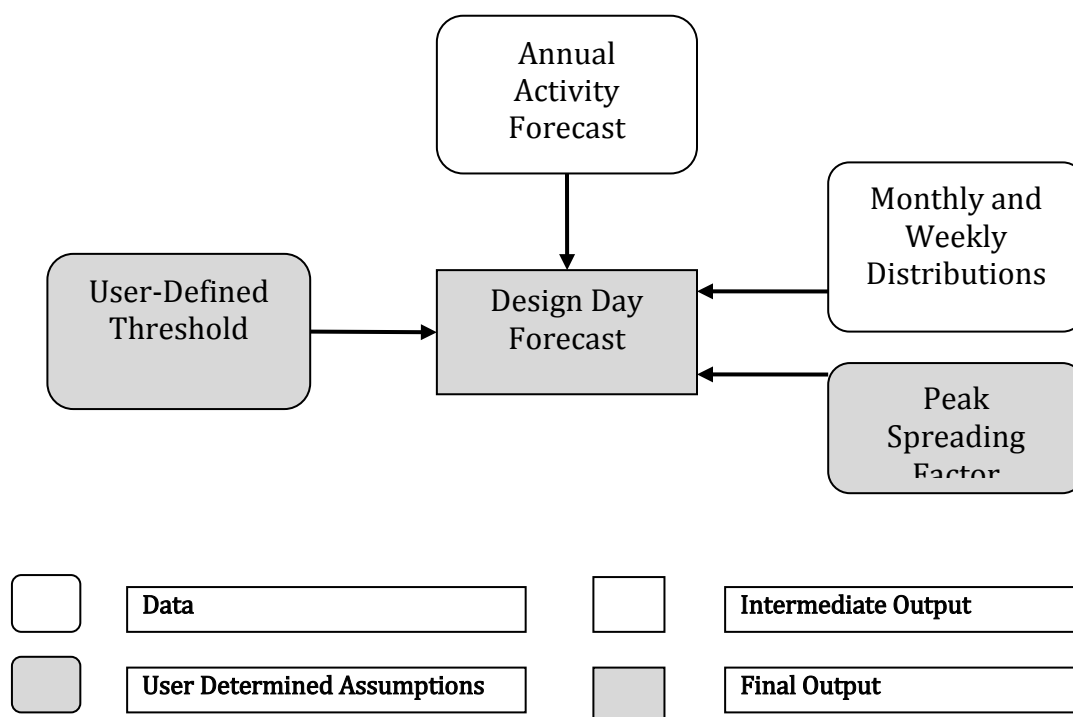 Annual
Activity
Forecast
Monthly and
Weekly
Distributions
User-Defined
Threshold
Design Day
Forecast
Peak
Spreading
Factor
Data
Intermediate Output
User Determined Assumptions
Final Output